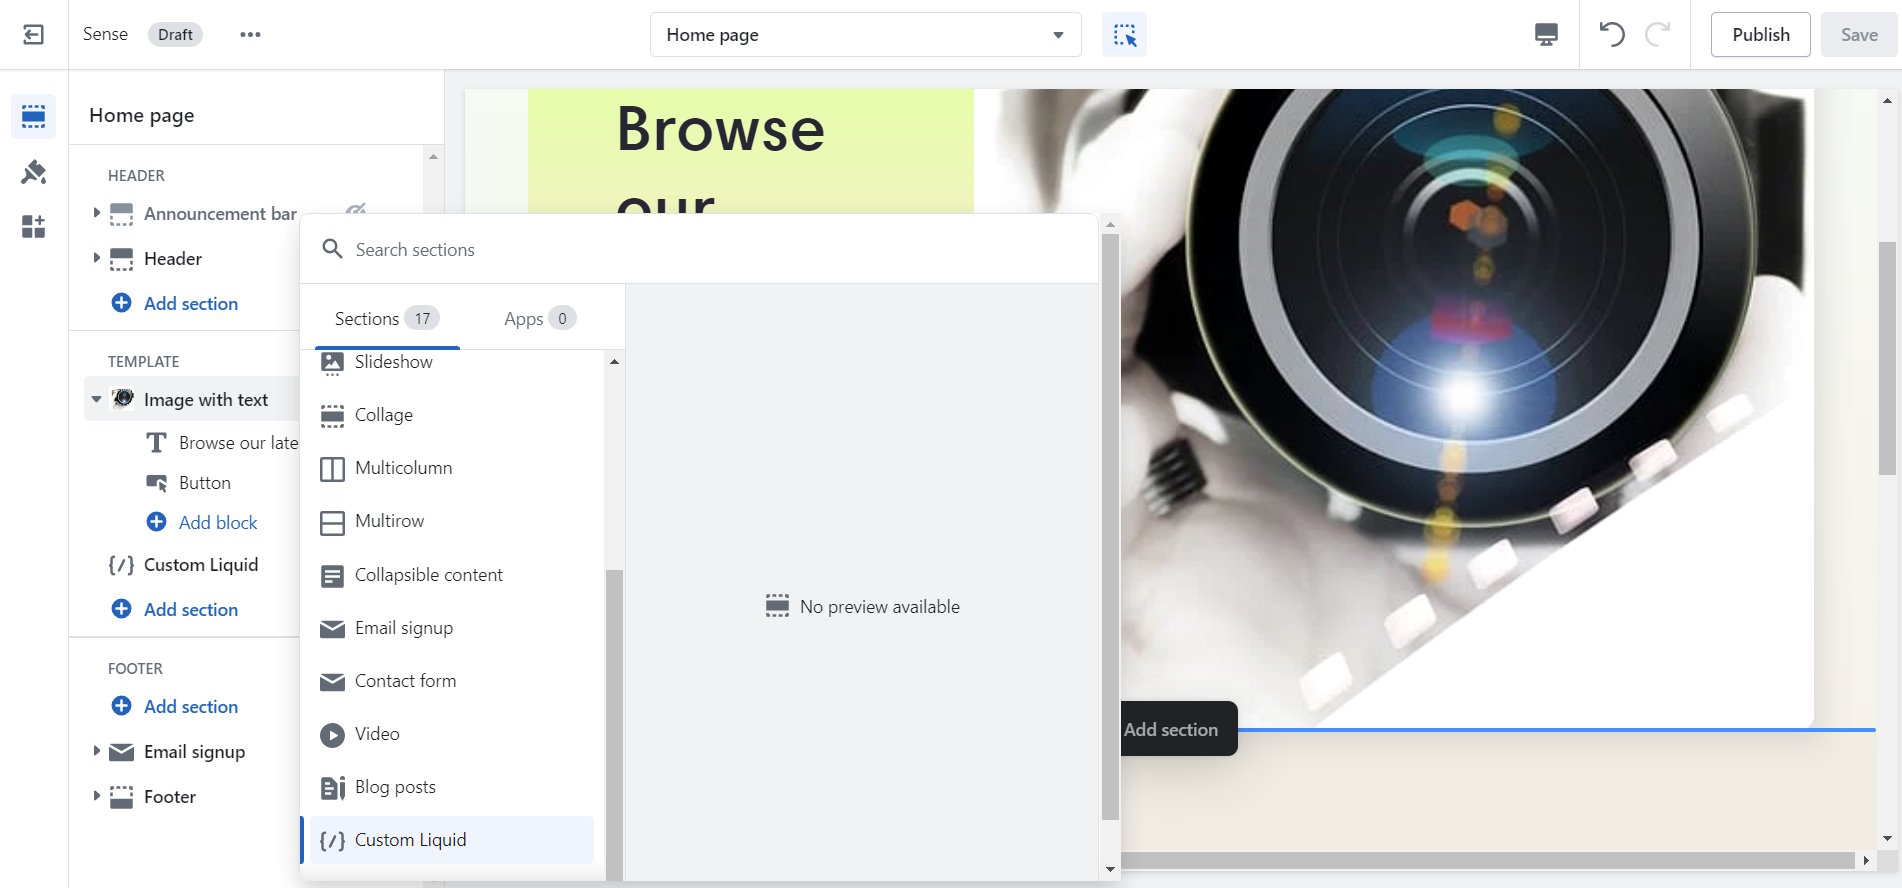 Sense Draft
Home page
Publish
Save
Home page
HEADER
Announcement bar
Header
Add section
TEMPLATE
Image with text
Browse our late
Button
Add block
Custom Liquid
Add section
FOOTER
Add section
Email signup
Footer
Search sections
Sections 17
Apps 0
Slideshow
Collage
Multicolumn
Multirow
Collapsible content
Email signup
Contact form
Video
Blog posts
Custom Liquid
No preview available
Browse
our
Add section